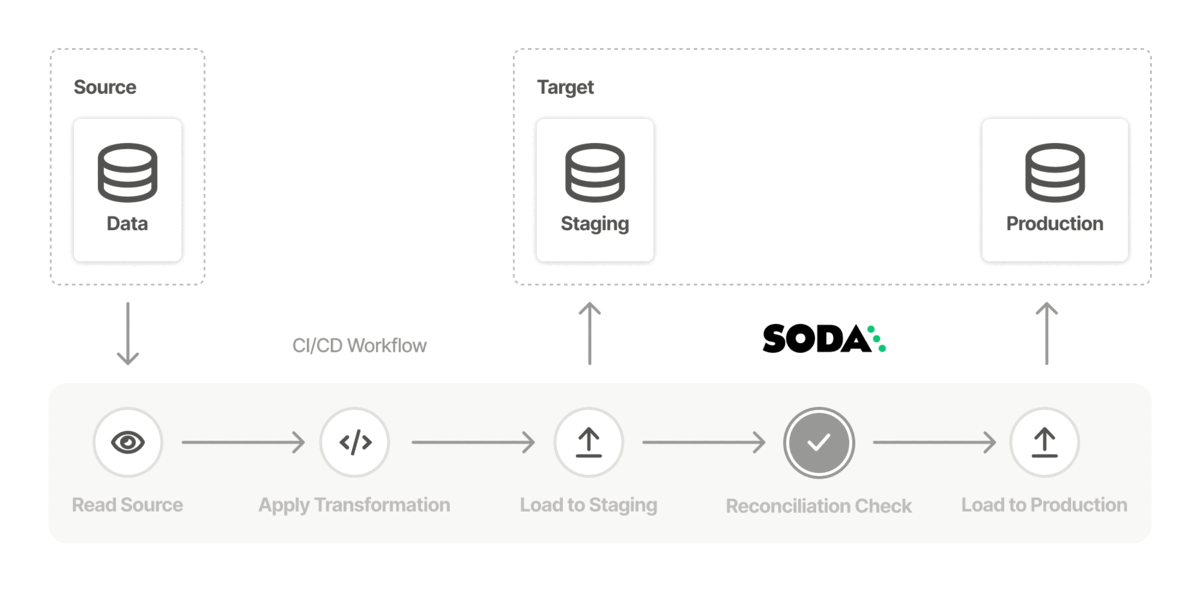 Source
Target
Data
Staging
Production
CI/CD Workflow
SODA
Read Source
Apply Transformation
Load to Staging
Reconciliation Check
Load to Production